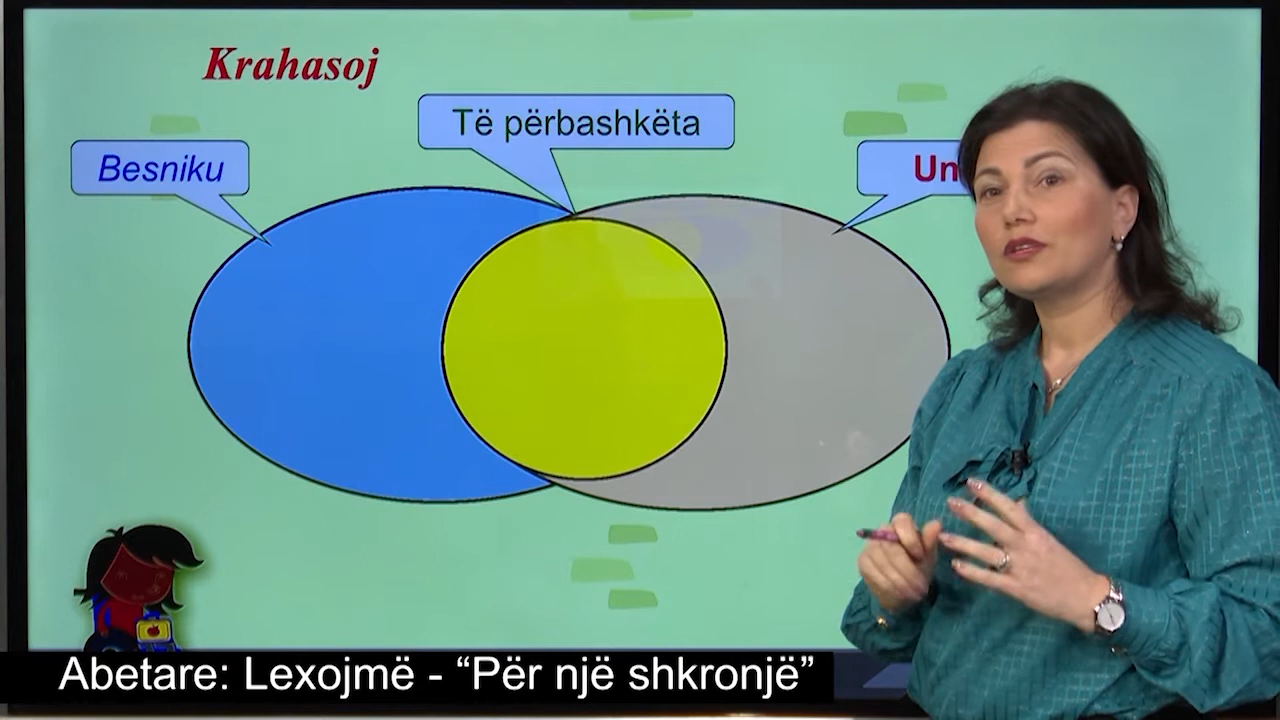 Krahasoj
Të përbashkëta
Besniku
Abetare: Lexojmë - “Për një shkronjë”